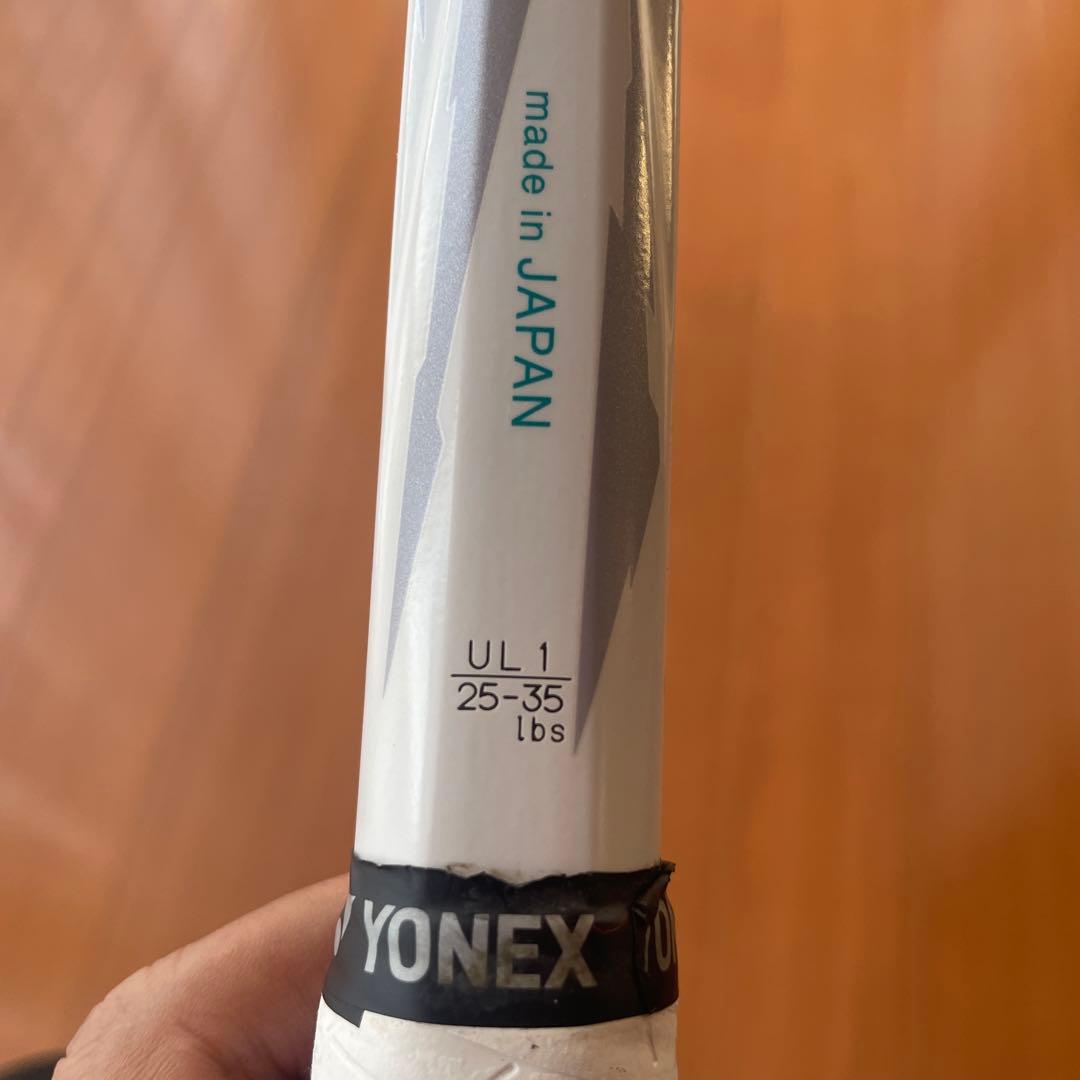 made in JAPAN
UL1
25-35
lbs
YONEX